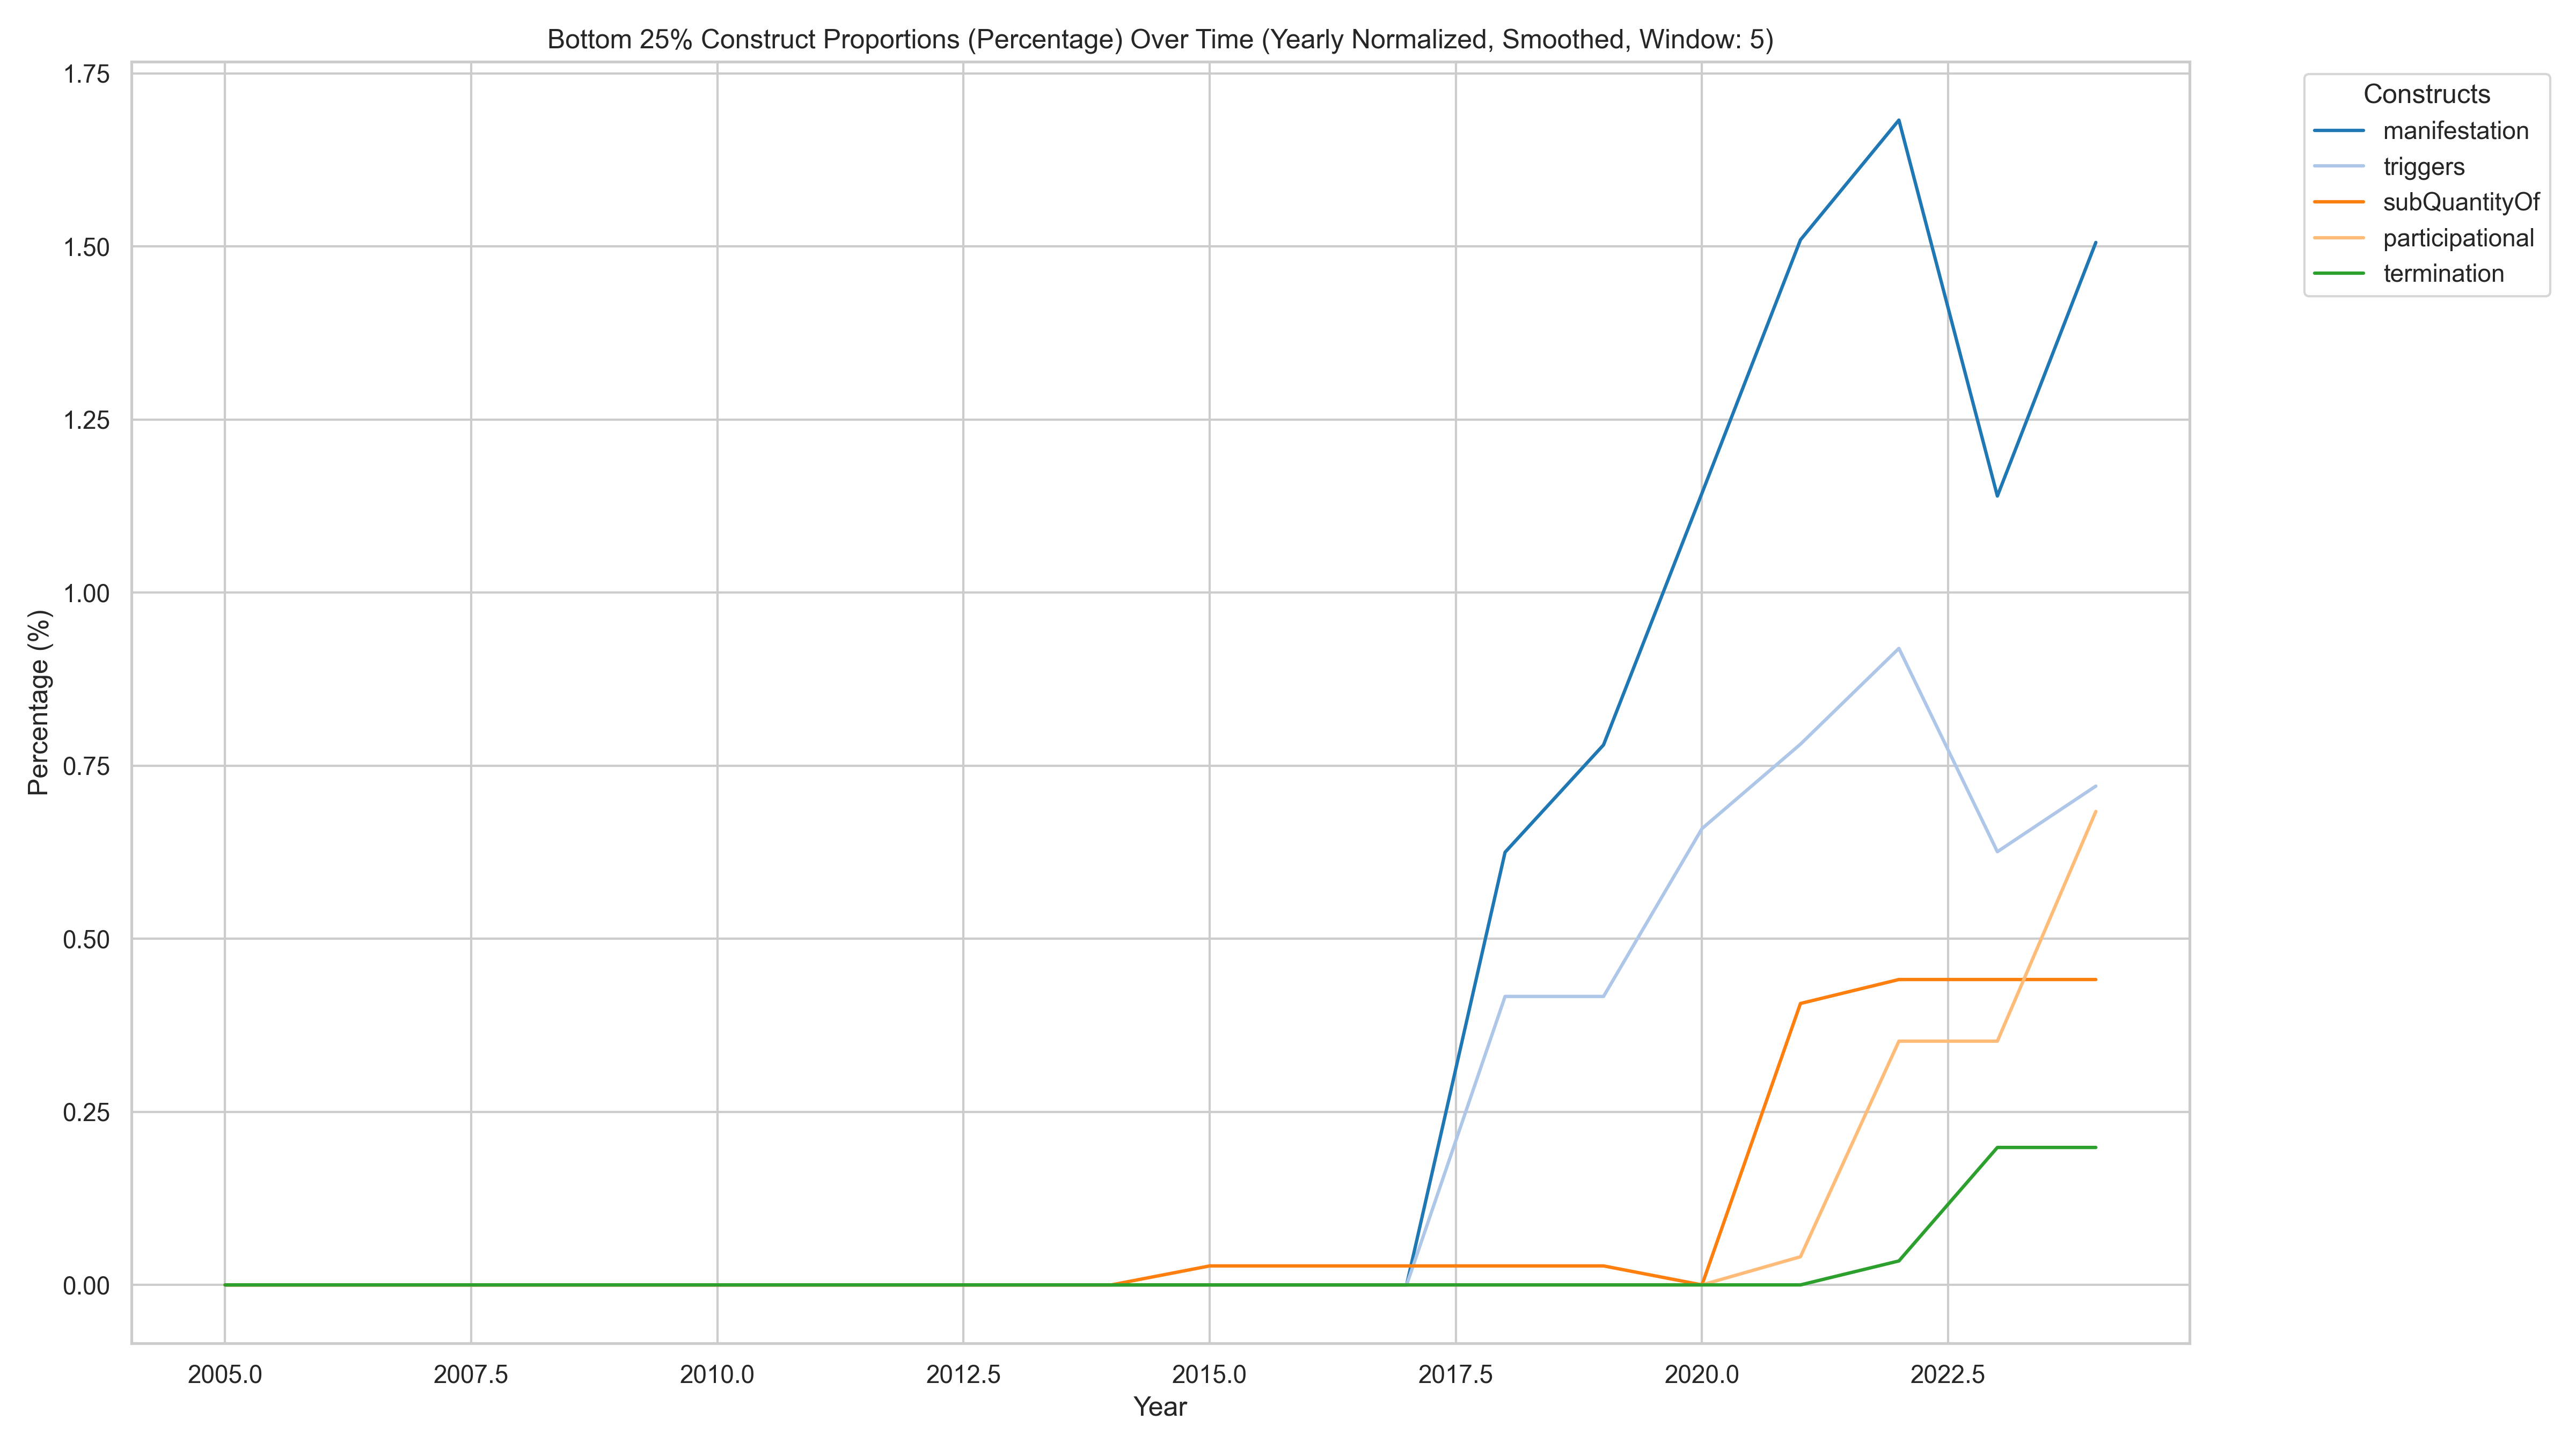 Bottom 25% Construct Proportions (Percentage) Over Time (Yearly Normalized, Smoothed, Window: 5)
Constructs
manifestation
triggers
subQuantityOf
participational
termination
Percentage (%)
1.75
1.50
1.25
1.00
0.75
0.50
0.25
0.00
2005.0 2007.5 2010.0 2012.5 2015.0 2017.5 2020.0 2022.5
Year